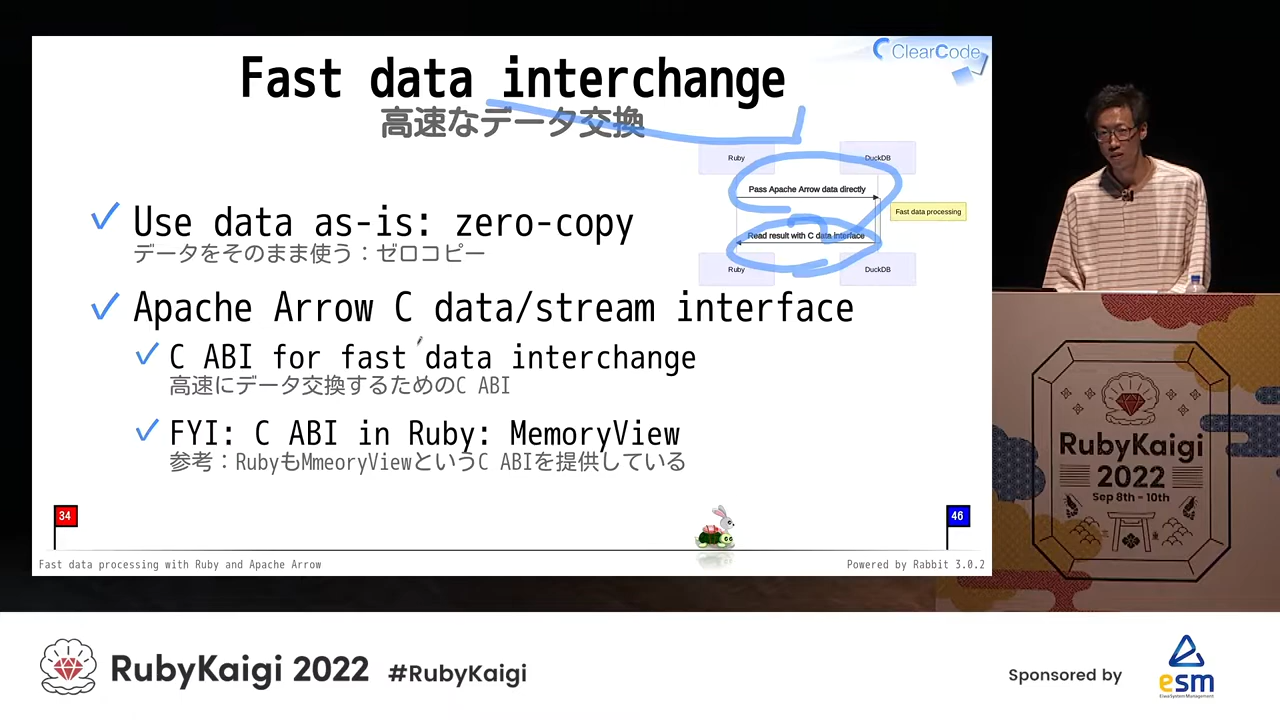 ClearCode
Fast data interchange
高速なデータ交換
Ruby
DuckDB
Pass Apache Arrow data directly
Fast data processing
Read result with C data interface
Ruby
DuckDB
Use data as-is: zero-copy
データをそのまま使う：ゼロコピー
Apache Arrow C data/stream interface
C ABI for fast data interchange
高速にデータ交換するためのC ABI
FYI: C ABI in Ruby: MemoryView
参考：RubyもMmeoryViewというC ABIを提供している
34
46
Fast data processing with Ruby and Apache Arrow
Powered by Rabbit 3.0.2
RubyKaigi
2022
Sep 8th - 10th
RubyKaigi 2022 #RubyKaigi
Sponsored by
esm